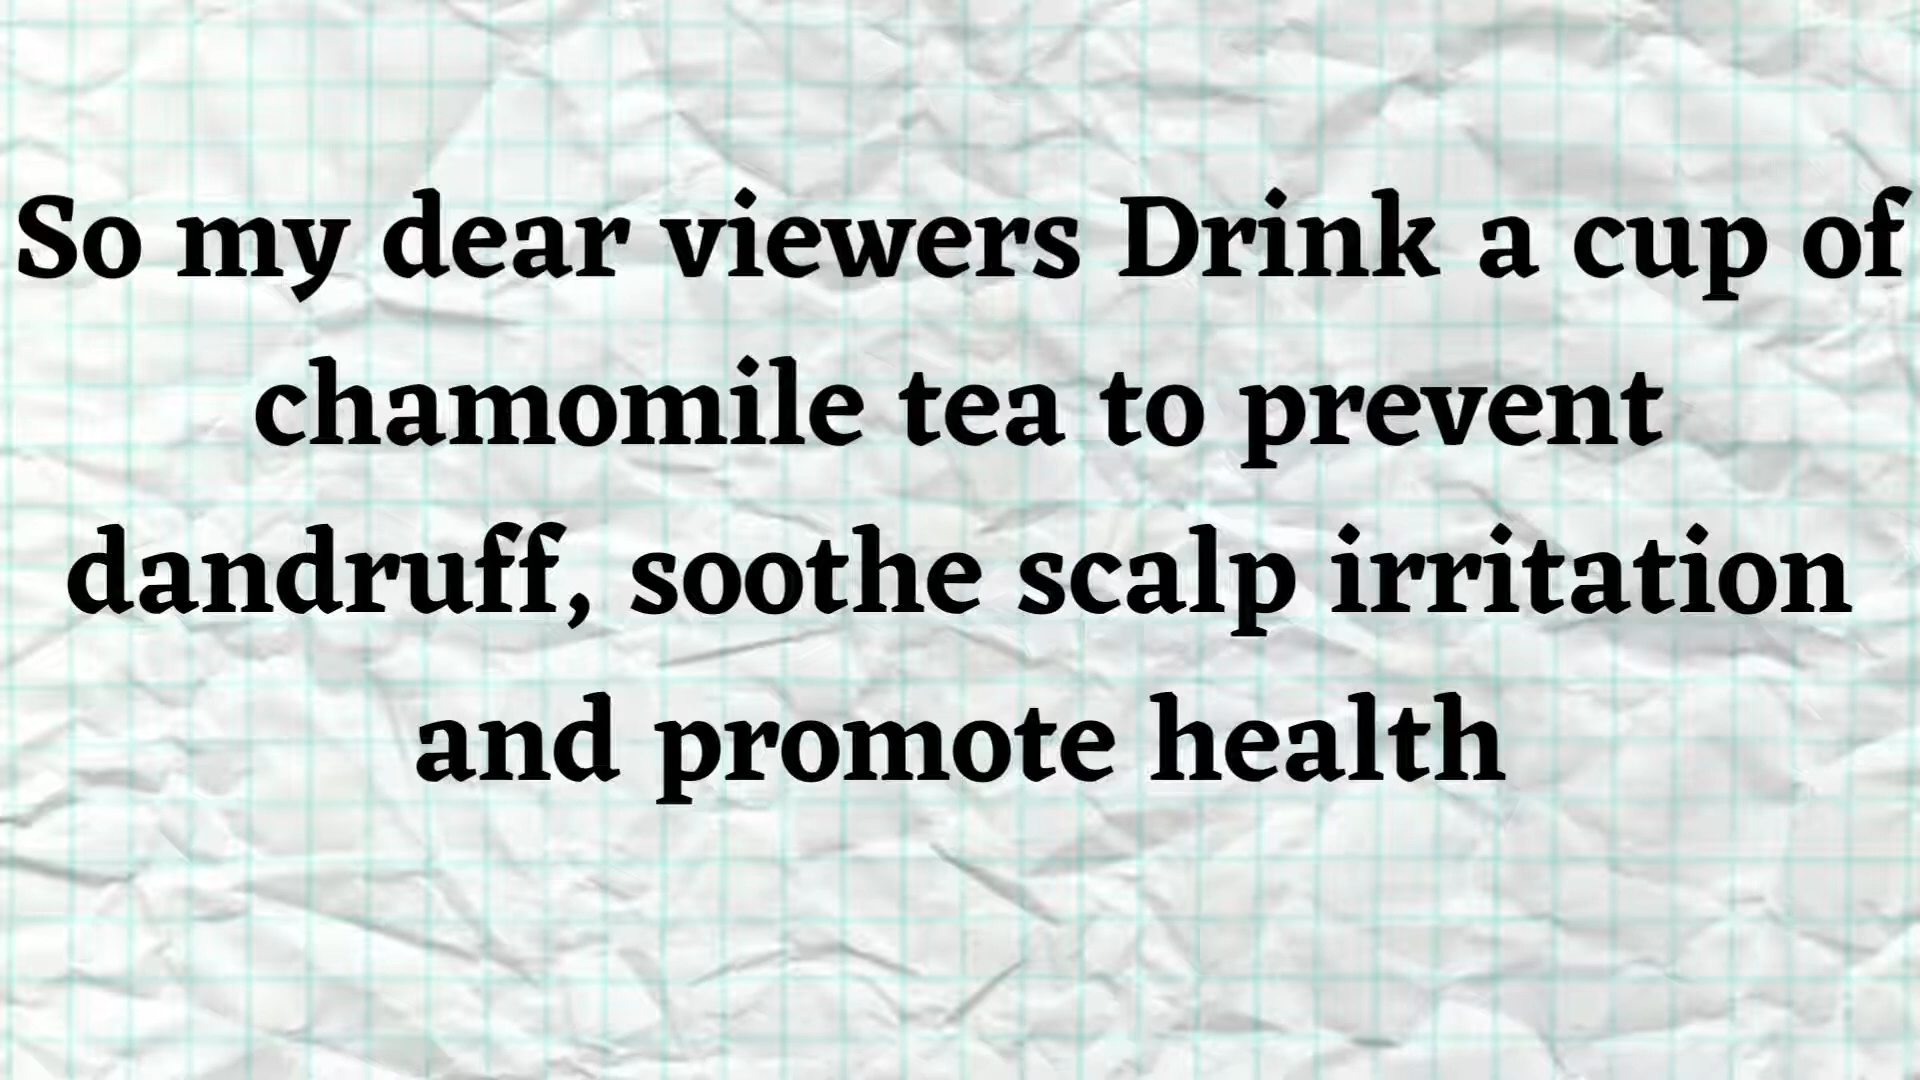 So my dear viewers Drink a cup of
chamomile tea to prevent
dandruff, soothe scalp irritation
and promote health